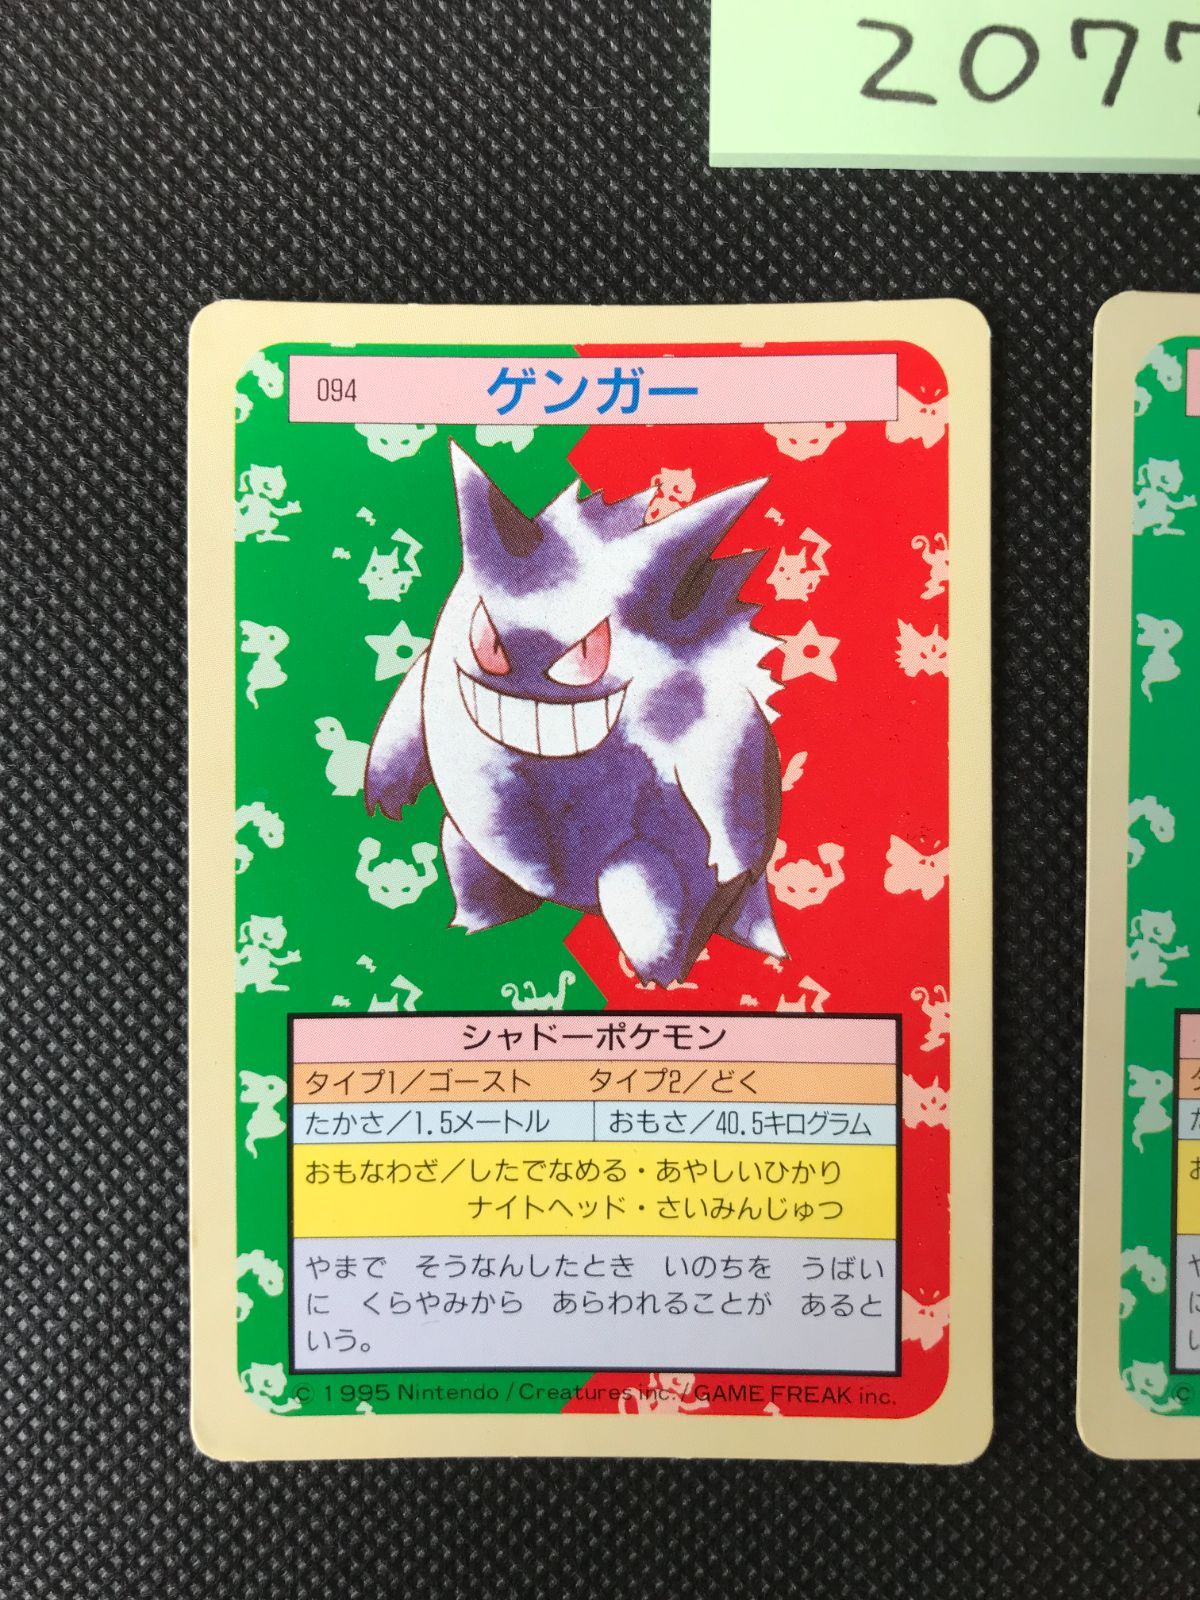 2077
094 ゲンガー
シャドーポケモン
タイプ1/ゴースト タイプ2/どく
たかさ/1.5メートル おもさ/40.5キログラム
おもなわざ/したでなめる・あやしいひかり
ナイトヘッド・さいみんじゅつ
やまで そうなんしたとき いのちを うばい
に くらやみから あらわれることが あると
いう。
© 1995 Nintendo / Creatures inc. / GAME FREAK inc.